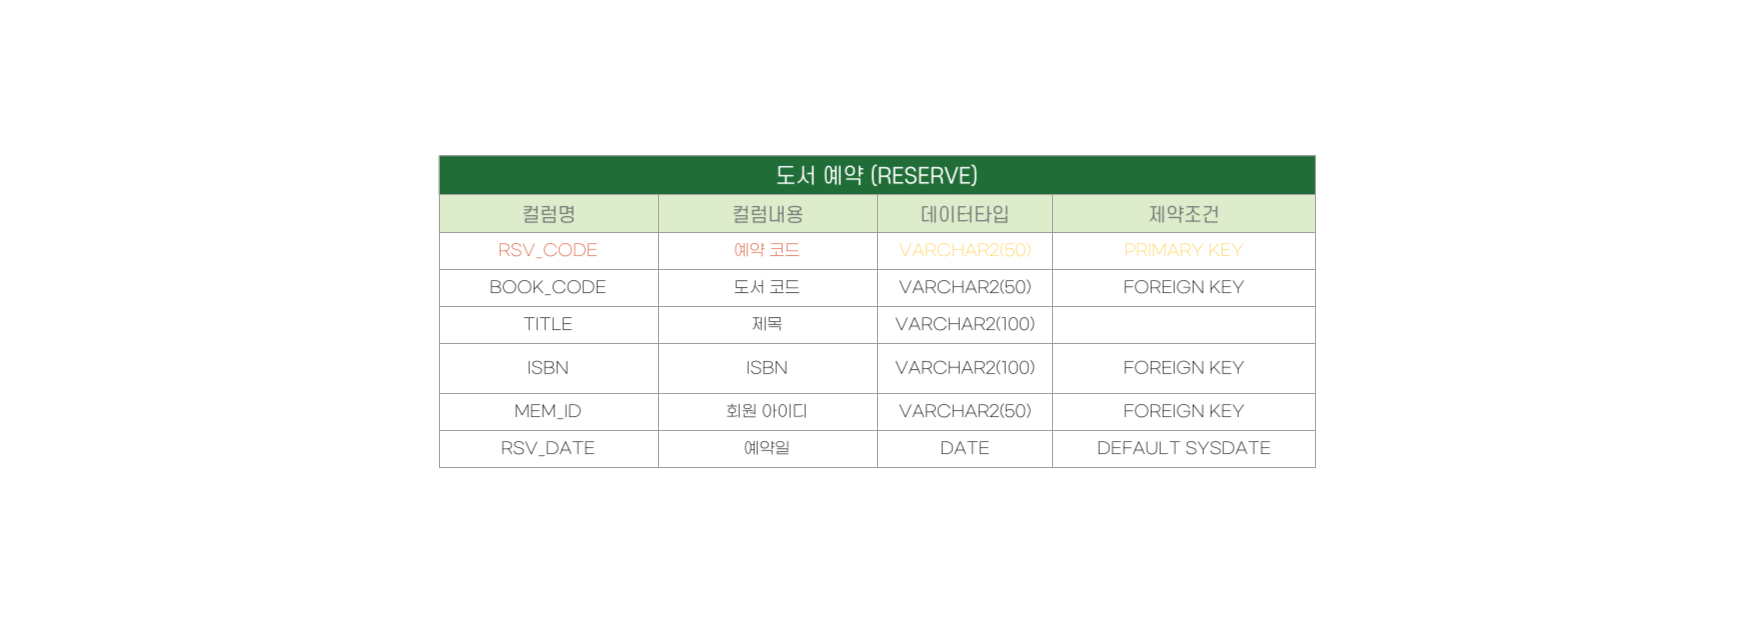 도서 예약 (RESERVE)
컬럼명 컬럼내용 데이터타입 제약조건
RSV_CODE 예약 코드 VARCHAR2(50) PRIMARY KEY
BOOK_CODE 도서 코드 VARCHAR2(50) FOREIGN KEY
TITLE 제목 VARCHAR2(100)
ISBN ISBN VARCHAR2(100) FOREIGN KEY
MEM_ID 회원 아이디 VARCHAR2(50) FOREIGN KEY
RSV_DATE 예약일 DATE DEFAULT SYSDATE